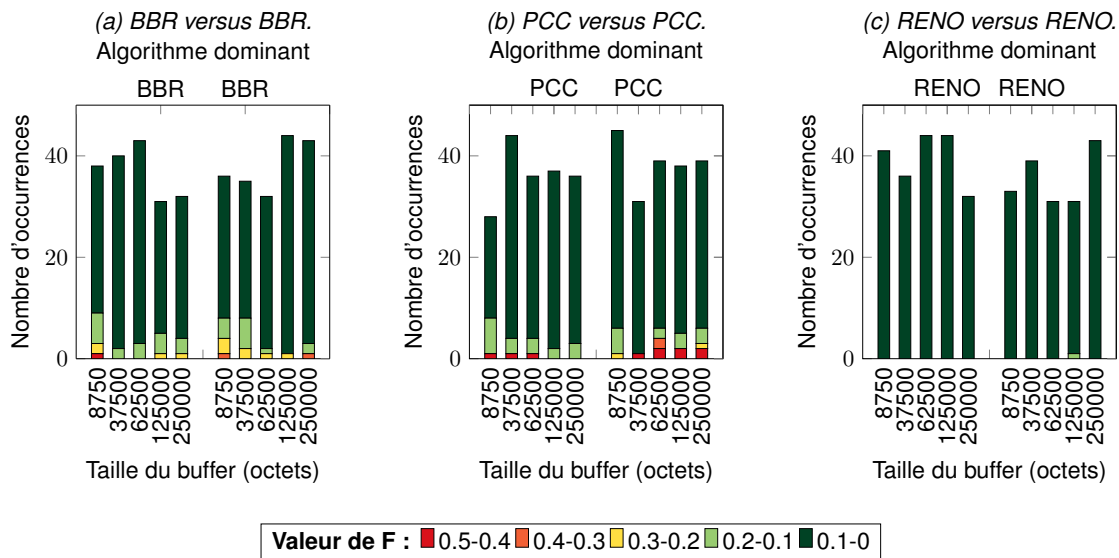 (a) BBR versus BBR.
Algorithme dominant
BBR BBR
Nombre d'occurrences
40
20
0
8750 37500 62500 125000 250000 8750 37500 62500 125000 250000
Taille du buffer (octets)
(b) PCC versus PCC.
Algorithme dominant
PCC PCC
Nombre d'occurrences
40
20
0
8750 37500 62500 125000 250000 8750 37500 62500 125000 250000
Taille du buffer (octets)
(c) RENO versus RENO.
Algorithme dominant
RENO RENO
Nombre d'occurrences
40
20
0
8750 37500 62500 125000 250000 8750 37500 62500 125000 250000
Taille du buffer (octets)
Valeur de F : 0.5-0.4 0.4-0.3 0.3-0.2 0.2-0.1 0.1-0